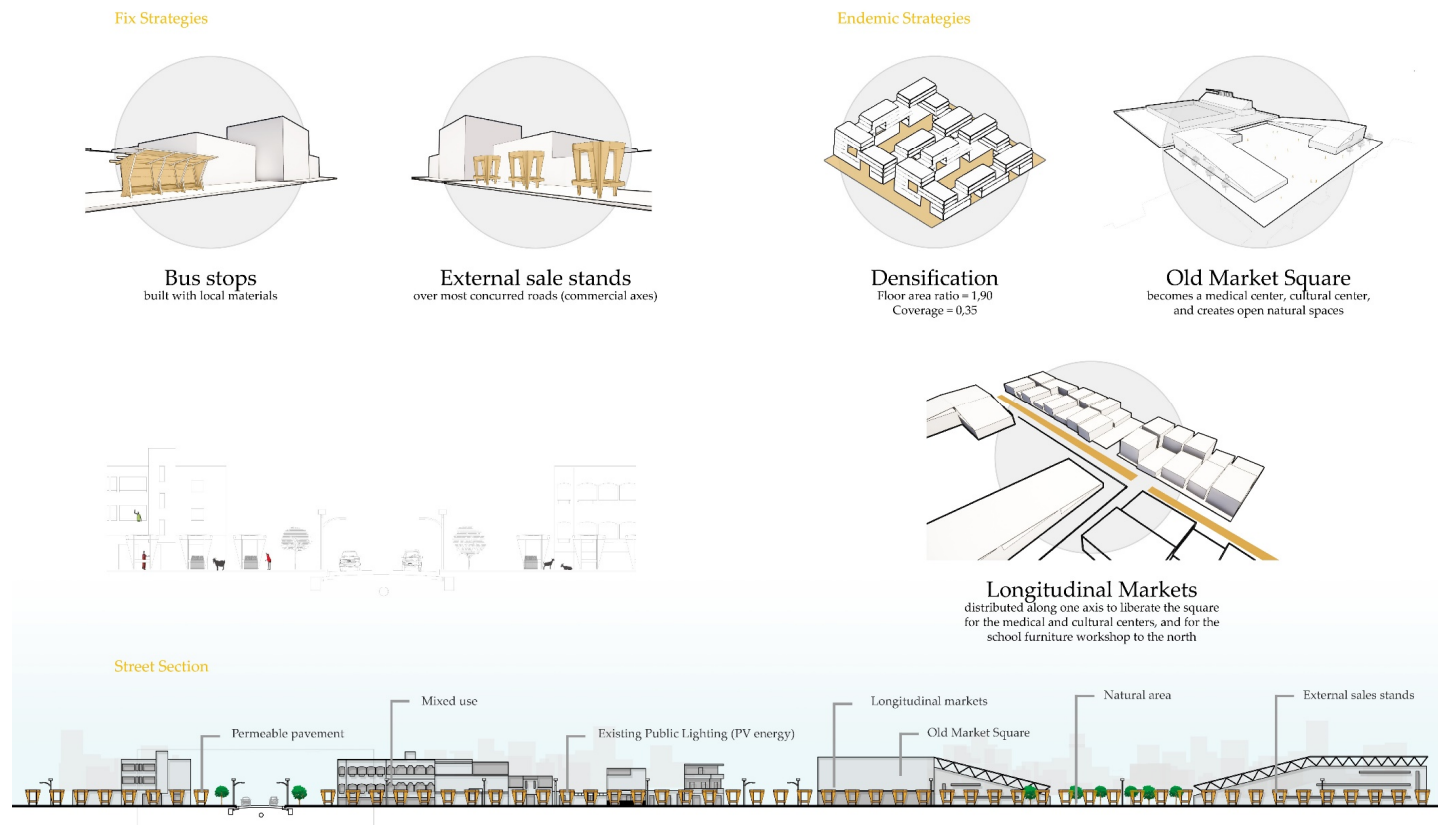 Fix Strategies
Endemic Strategies
Bus stops
built with local materials
External sale stands
over most concurred roads (commercial axes)
Densification
Floor area ratio = 1,90
Coverage = 0,35
Old Market Square
becomes a medical center, cultural center,
and creates open natural spaces
Longitudinal Markets
distributed along one axis to liberate the square
for the medical and cultural centers, and for the
school furniture workshop to the north
Street Section
Permeable pavement
Mixed use
Existing Public Lighting (PV energy)
Longitudinal markets
Old Market Square
Natural area
External sales stands